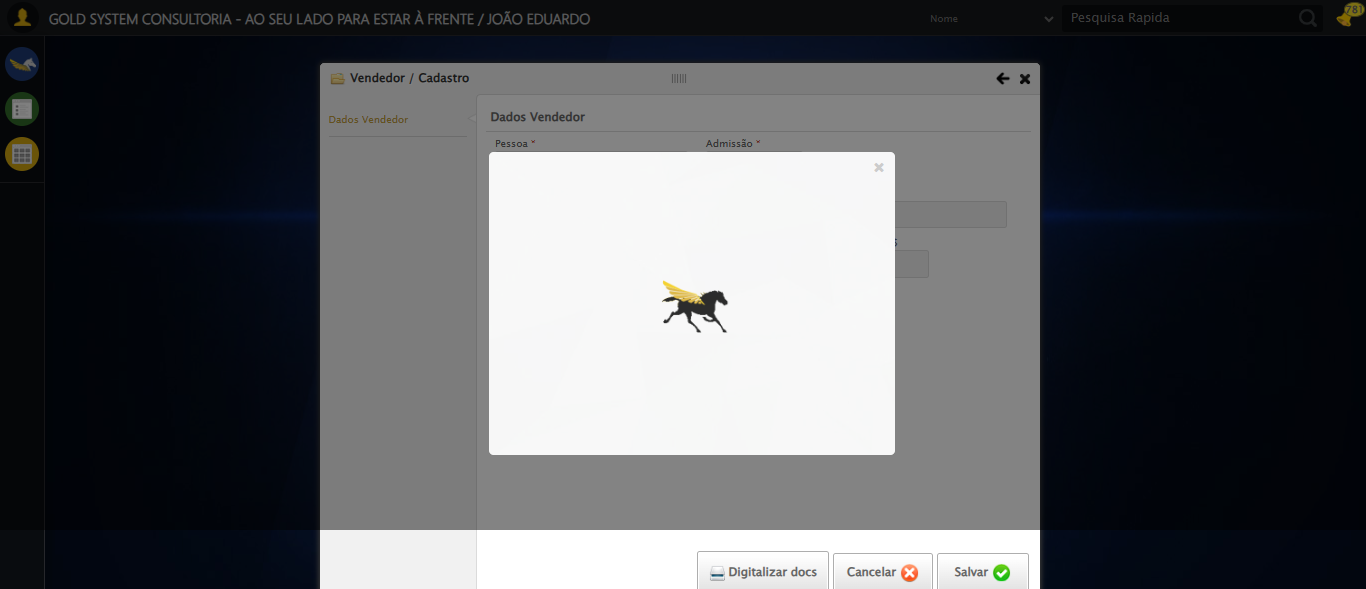 GOLD SYSTEM CONSULTORIA - AO SEU LADO PARA ESTAR À FRENTE / JOÃO EDUARDO
Nome
Pesquisa Rapida
781
Vendedor / Cadastro
Dados Vendedor
Dados Vendedor
Pessoa *
Admissão *
Digitalizar docs
Cancelar
Salvar